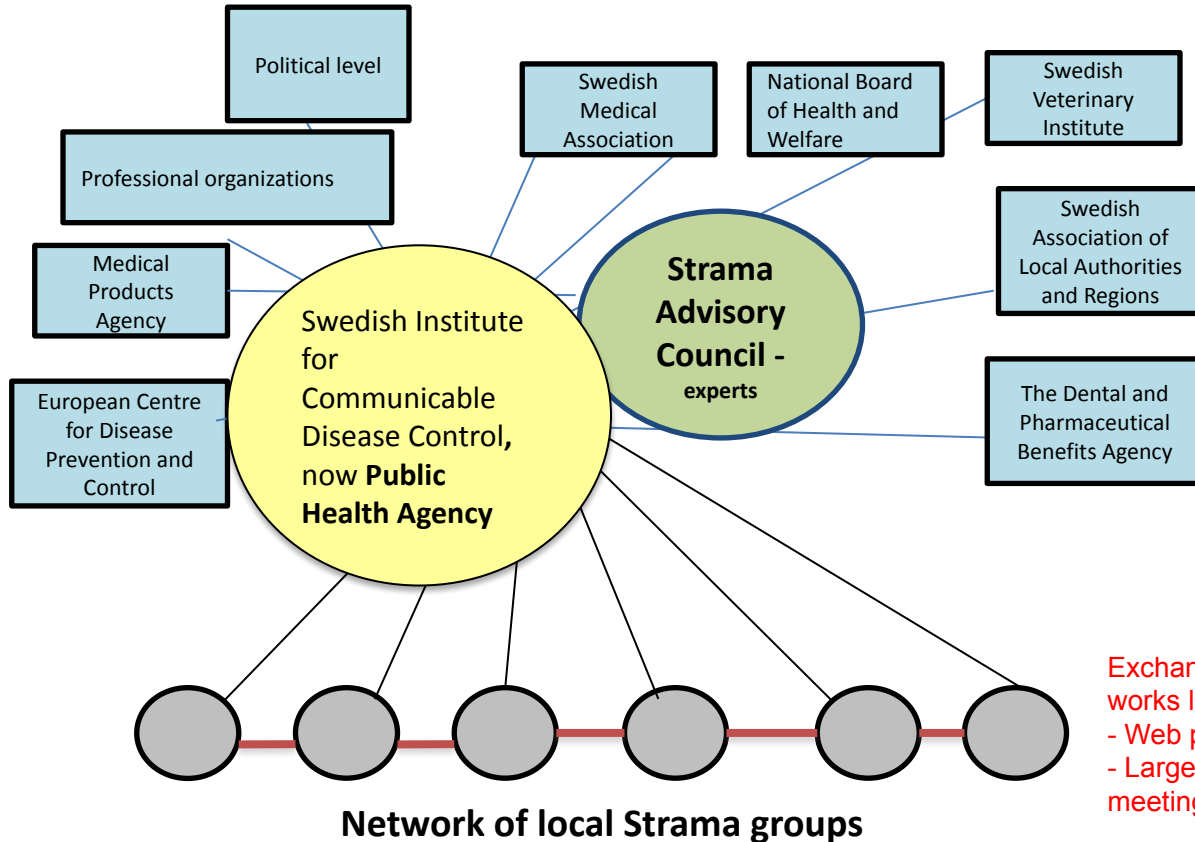 Political level
Swedish
Medical
Association
National Board
of Health and
Welfare
Swedish
Veterinary
Institute
Professional organizations
Medical
Products
Agency
Swedish
Association of
Local Authorities
and Regions
Strama
Advisory
Council -
experts
Swedish Institute
for
Communicable
Disease Control,
now Public
Health Agency
European Centre
for Disease
Prevention and
Control
The Dental and
Pharmaceutical
Benefits Agency
works
- Web
- Large
Network of local Strama groups